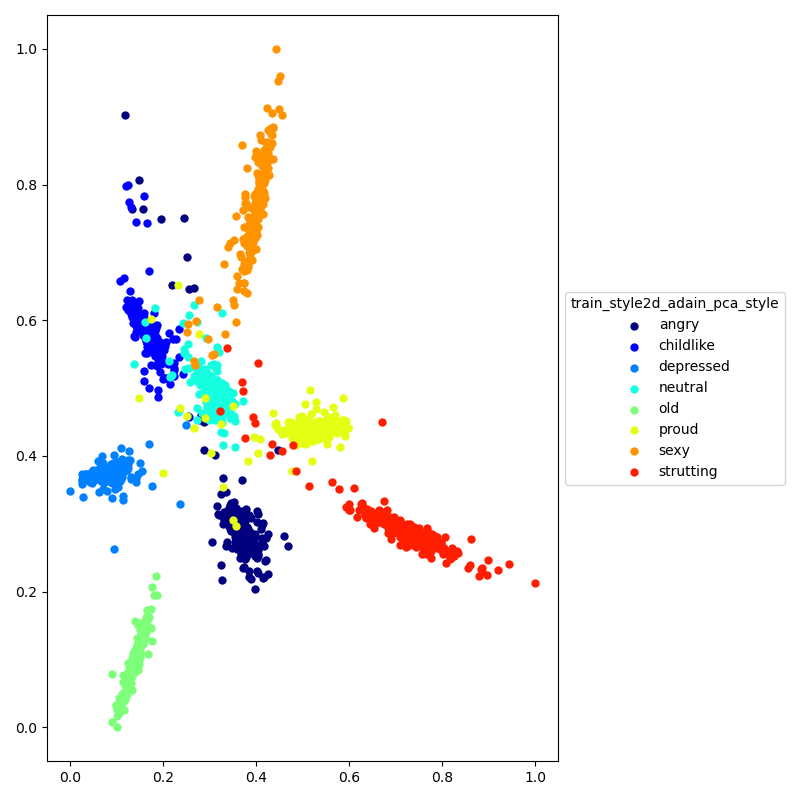 1.0
0.8
0.6
0.4
0.2
0.0
0.0 0.2 0.4 0.6 0.8 1.0
train_style2d_adain_pca_style
angry
childlike
depressed
neutral
old
proud
sexy
strutting